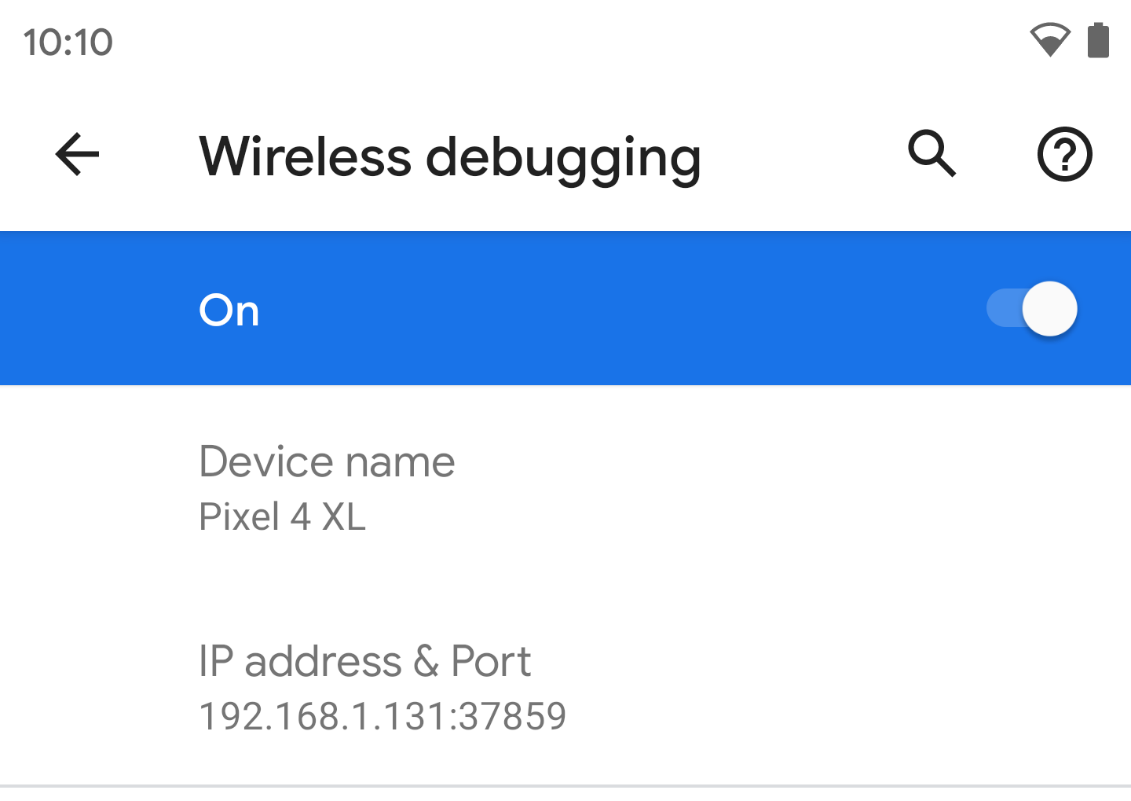 10:10
Wireless debugging
On
Device name
Pixel 4 XL
IP address & Port
192.168.1.131:37859